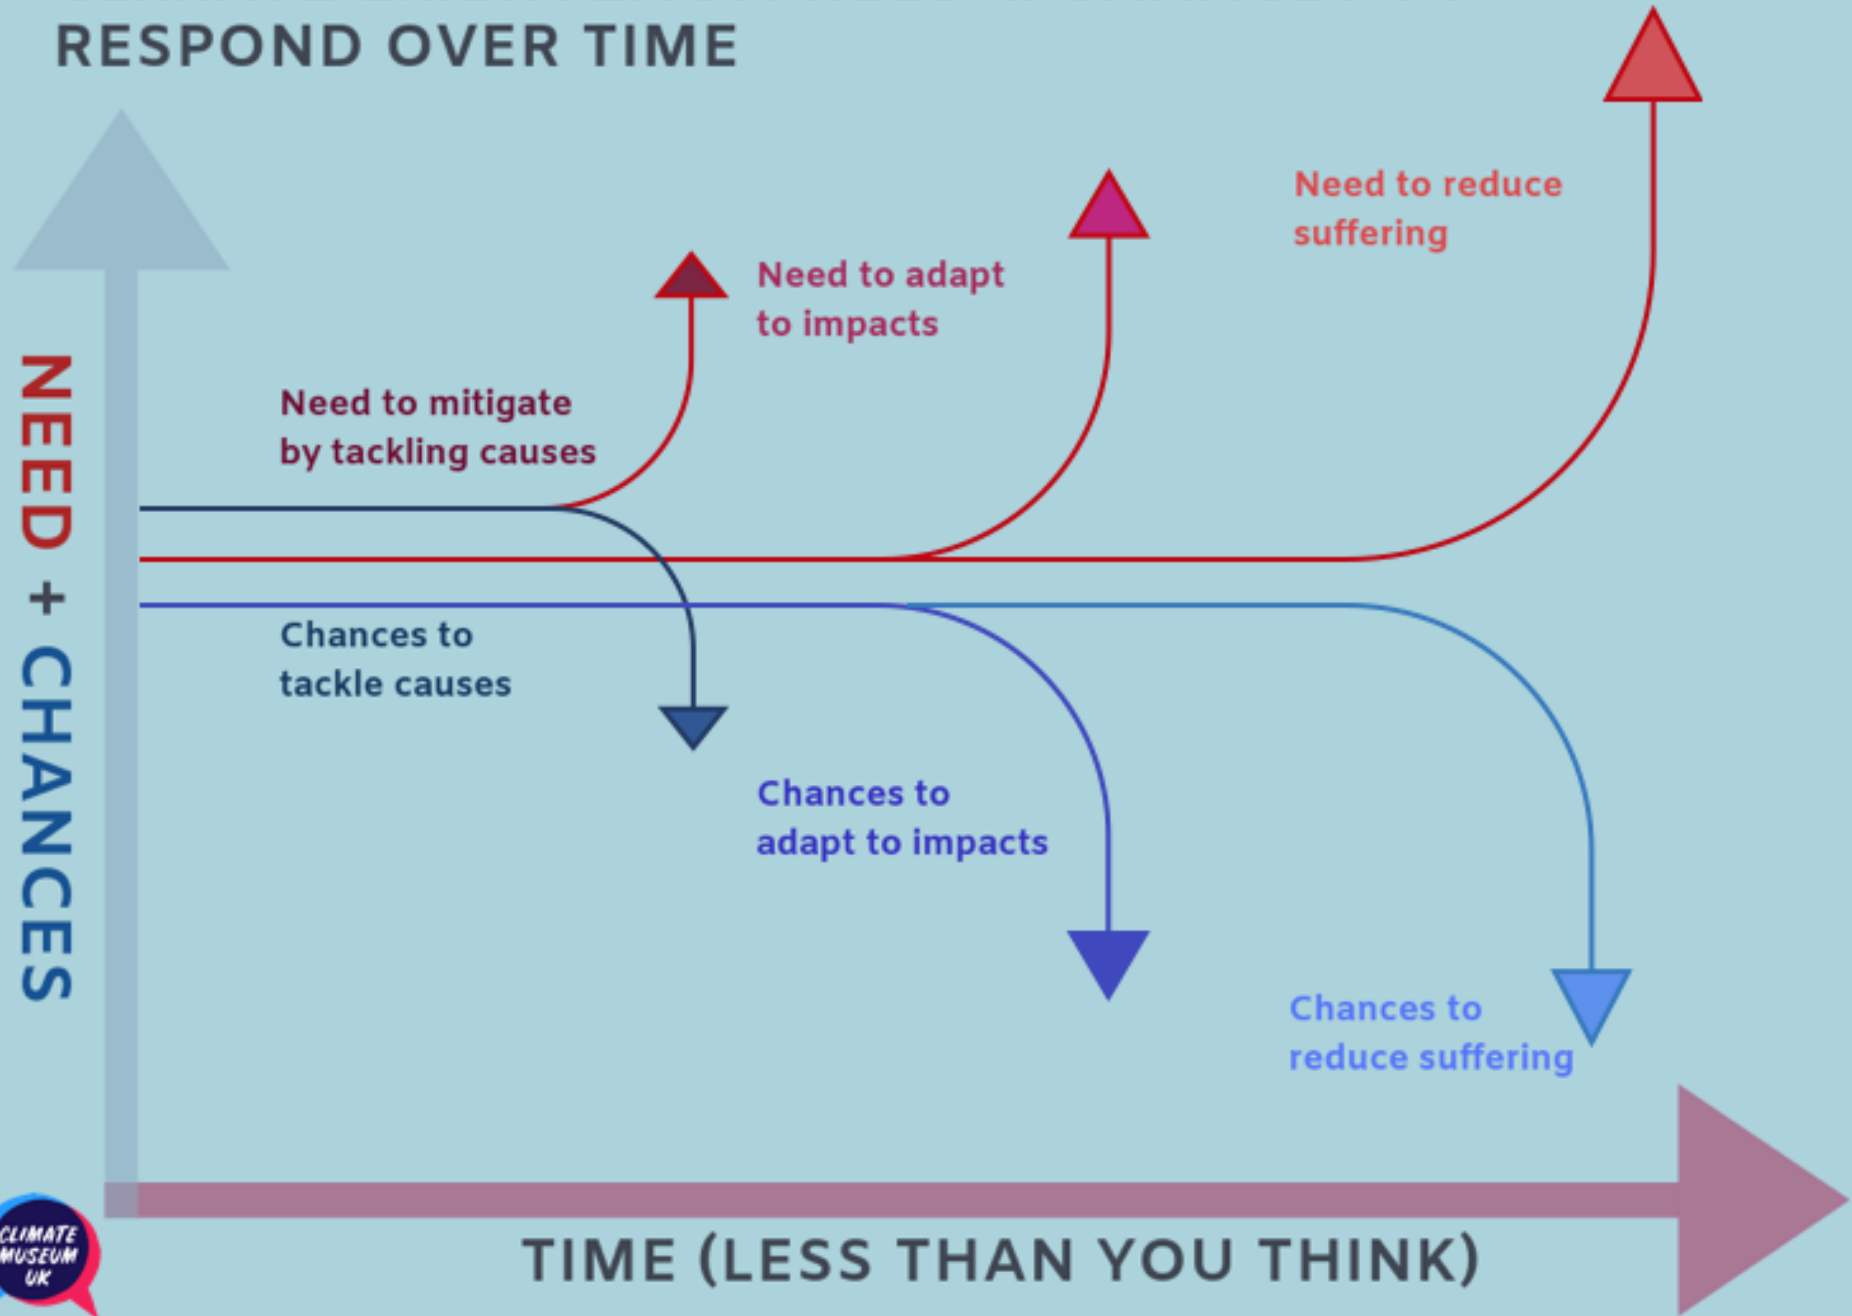 RESPOND OVER TIME
Need to reduce
suffering
Need to adapt
to impacts
Need to mitigate
by tackling causes
NEED + CHANCES
Chances to
tackle causes
Chances to
adapt to impacts
Chances to
reduce suffering
CLIMATE
MUSEUM
UK
TIME (LESS THAN YOU THINK)